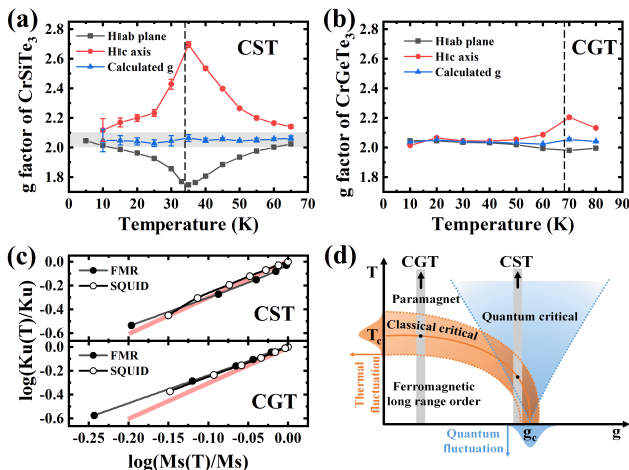 (a)
CST
H∥ab plane
H∥c axis
Calculated g
g factor of CrSiTe3
2.8
2.6
2.4
2.2
2.0
1.8
0 10 20 30 40 50 60 70
Temperature (K)
(b)
CGT
H∥ab plane
H∥c axis
Calculated g
g factor of CrGeTe3
2.8
2.6
2.4
2.2
2.0
1.8
0 10 20 30 40 50 60 70 80 90
Temperature (K)
(c)
FMR
SQUID
CST
0.0
-0.2
-0.4
-0.6
FMR
SQUID
CGT
0.0
-0.2
-0.4
-0.6
log(Ku(T)/Ku)
-0.25 -0.20 -0.15 -0.10 -0.05 0.00
log(Ms(T)/Ms)
(d)
T
CGT
CST
Paramagnet
Quantum critical
Classical critical
Tc
Ferromagnetic
long range order
Thermal
fluctuation
gc
g
Quantum
fluctuation